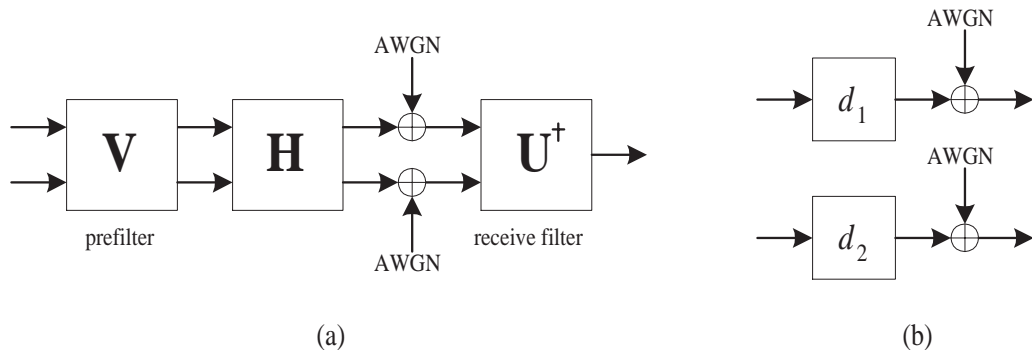 AWGN
V
H
U†
prefilter
receive filter
AWGN
(a)
AWGN
d1
AWGN
d2
(b)